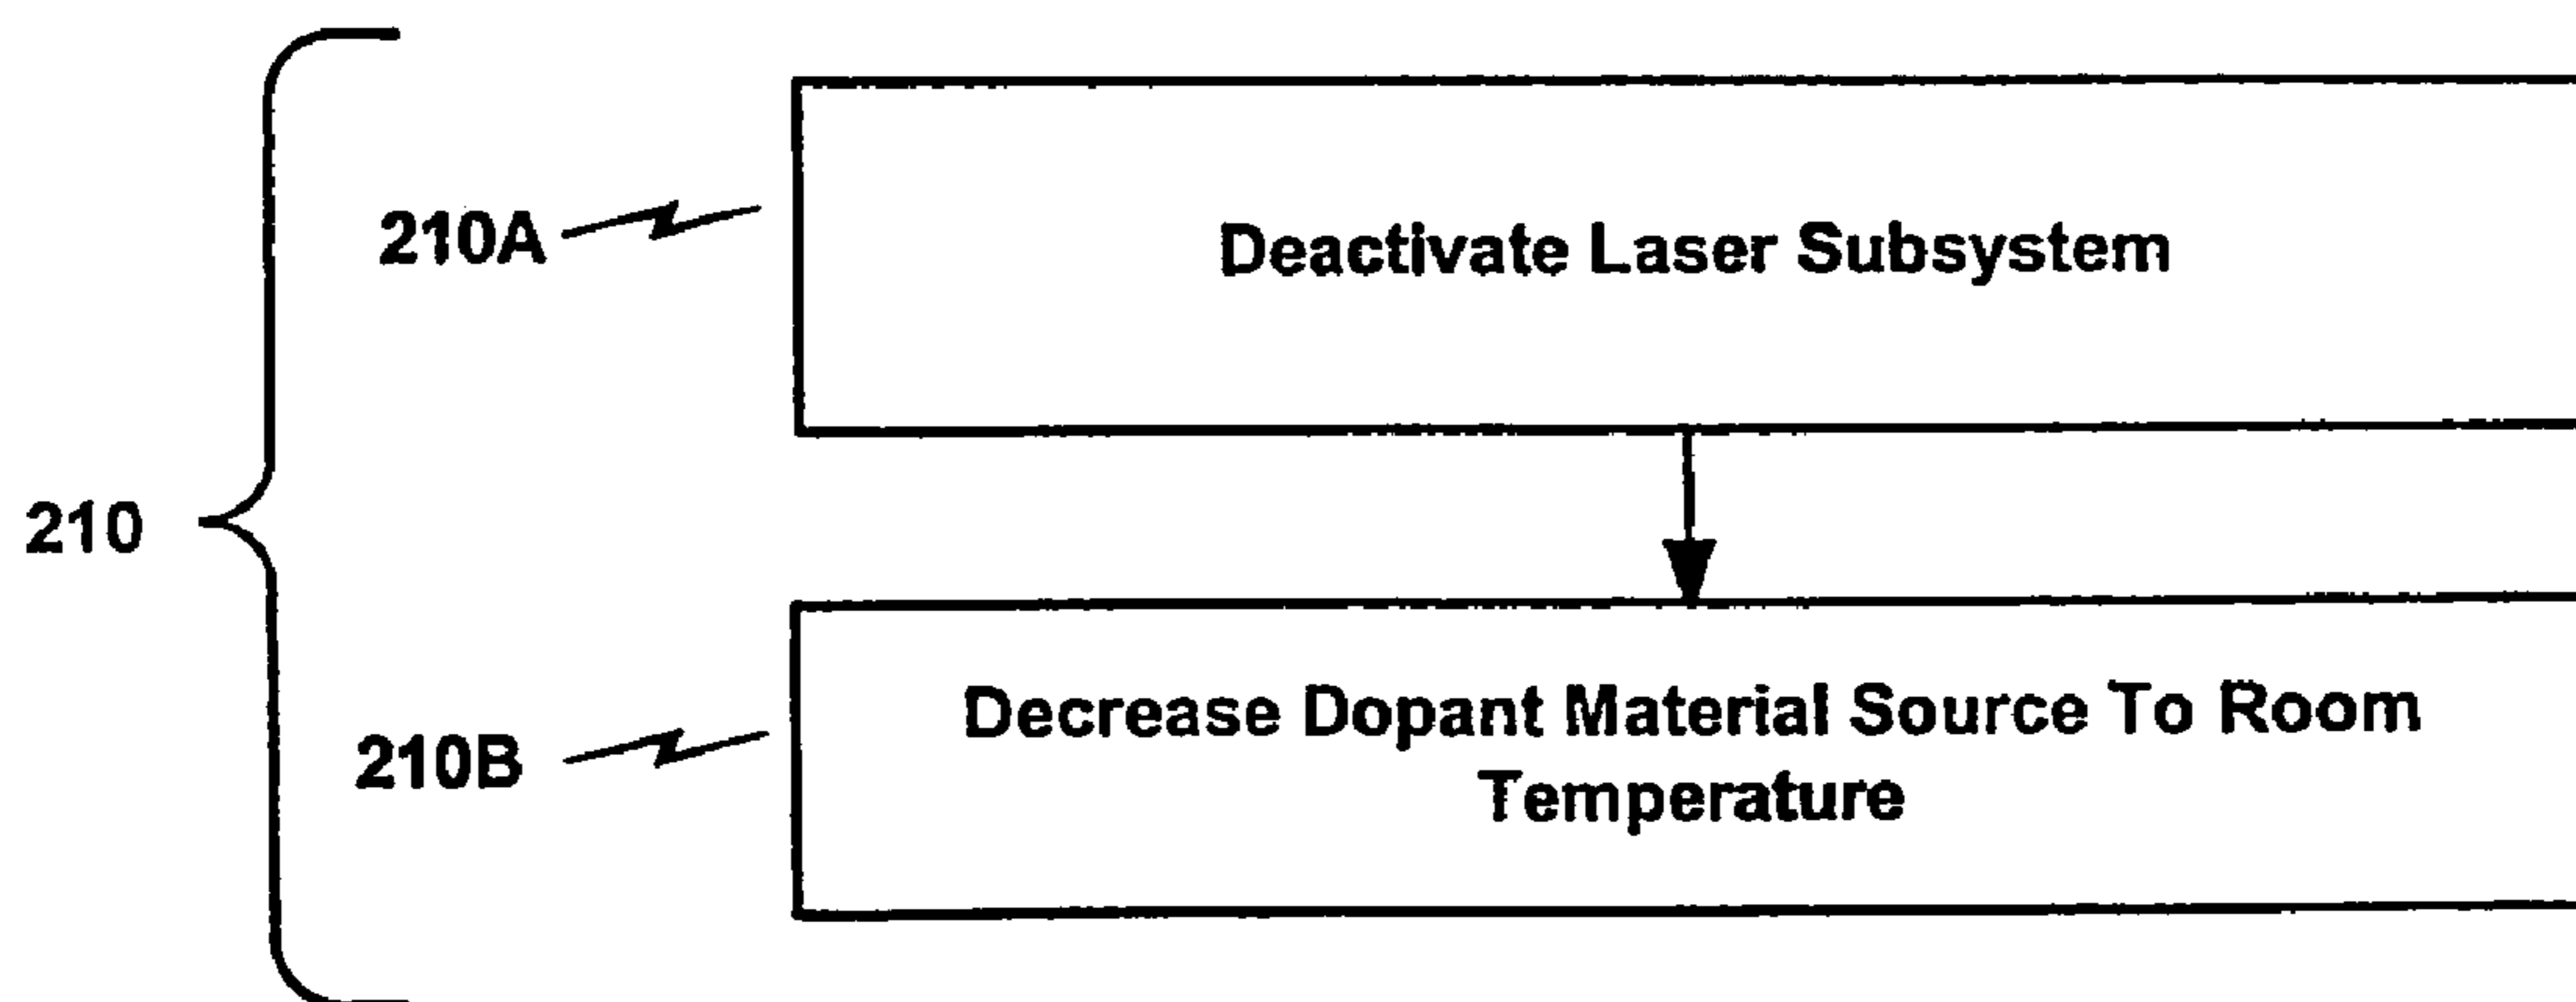 210A
Deactivate Laser Subsystem
210
210B
Decrease Dopant Material Source To Room
Temperature